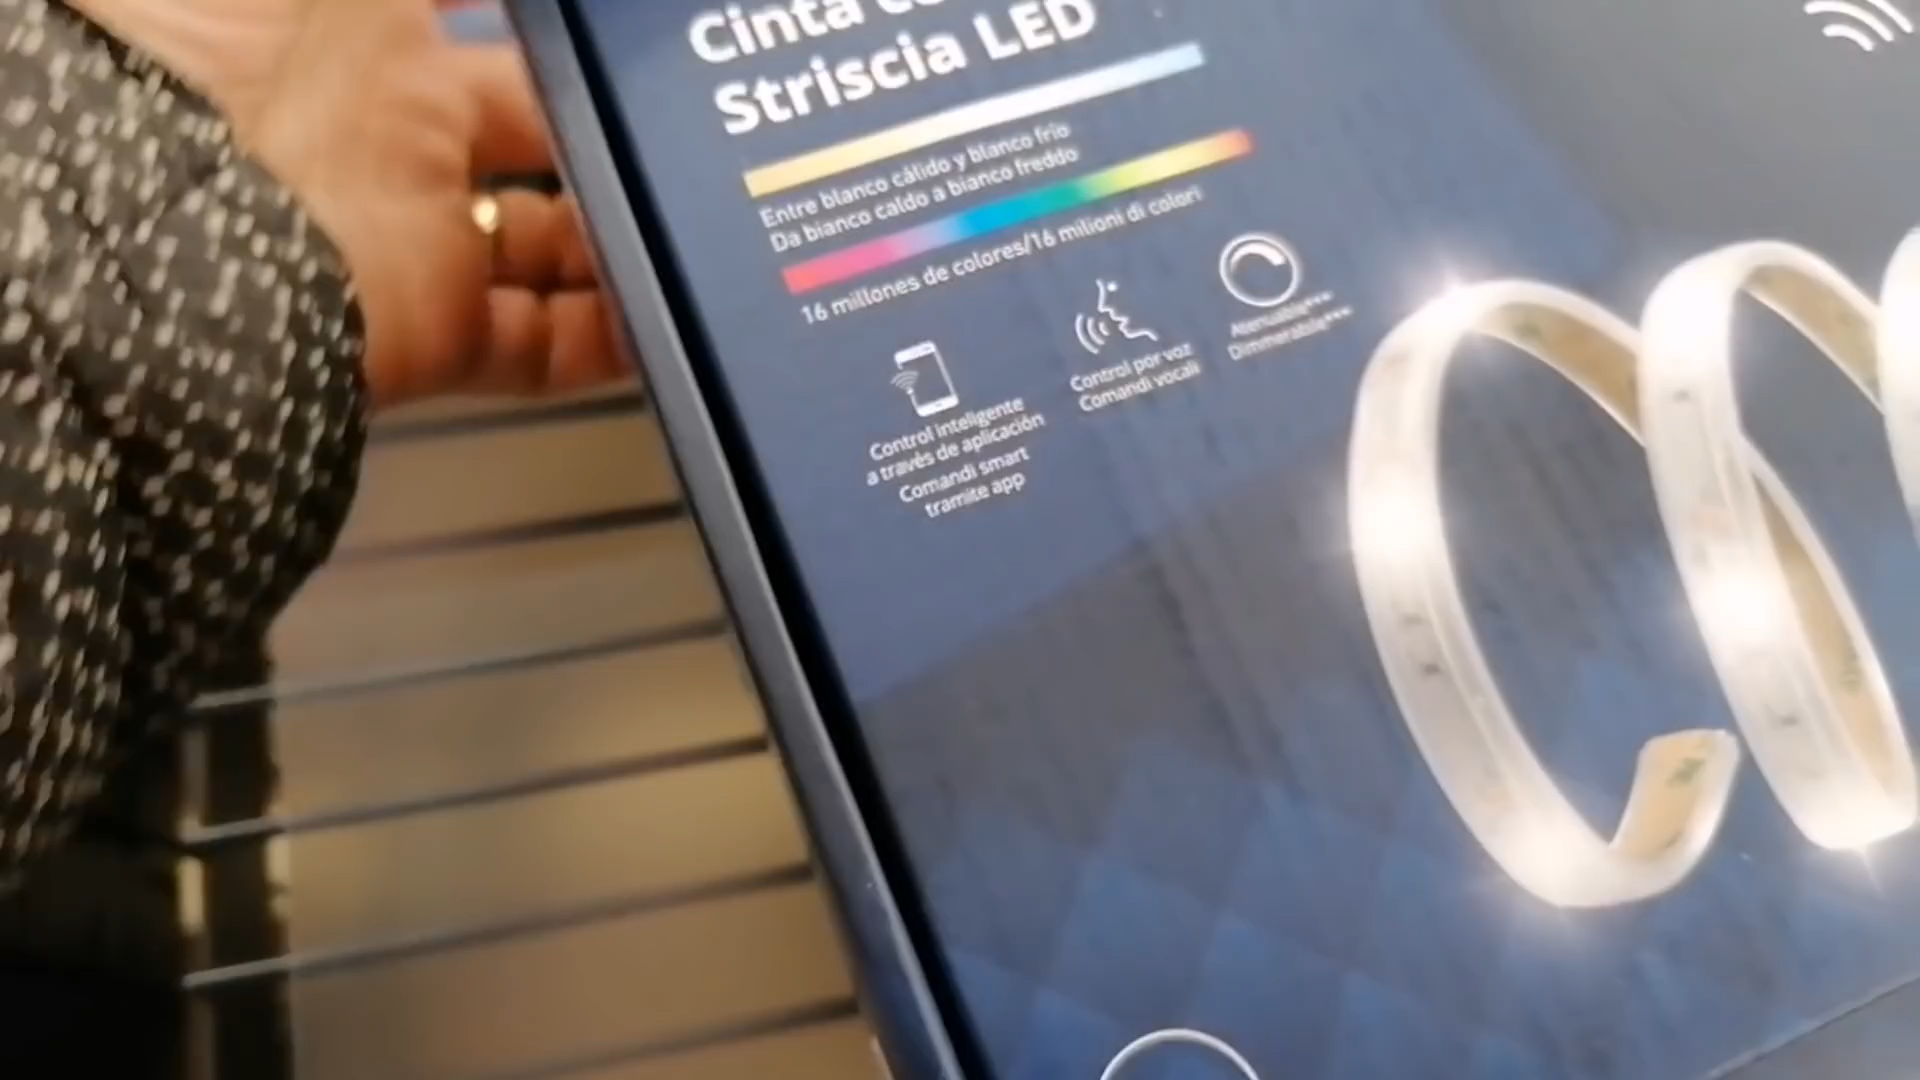 Cinta
Striscia LED
Entre blanco cálido y blanco frío
Da bianco caldo a bianco freddo
16 millones de colores/16 milioni di colori
Control inteligente
a través de aplicación
Comandi smart
tramite app
Control por voz
Comandi vocali
Atenuable***
Dimmerabile***